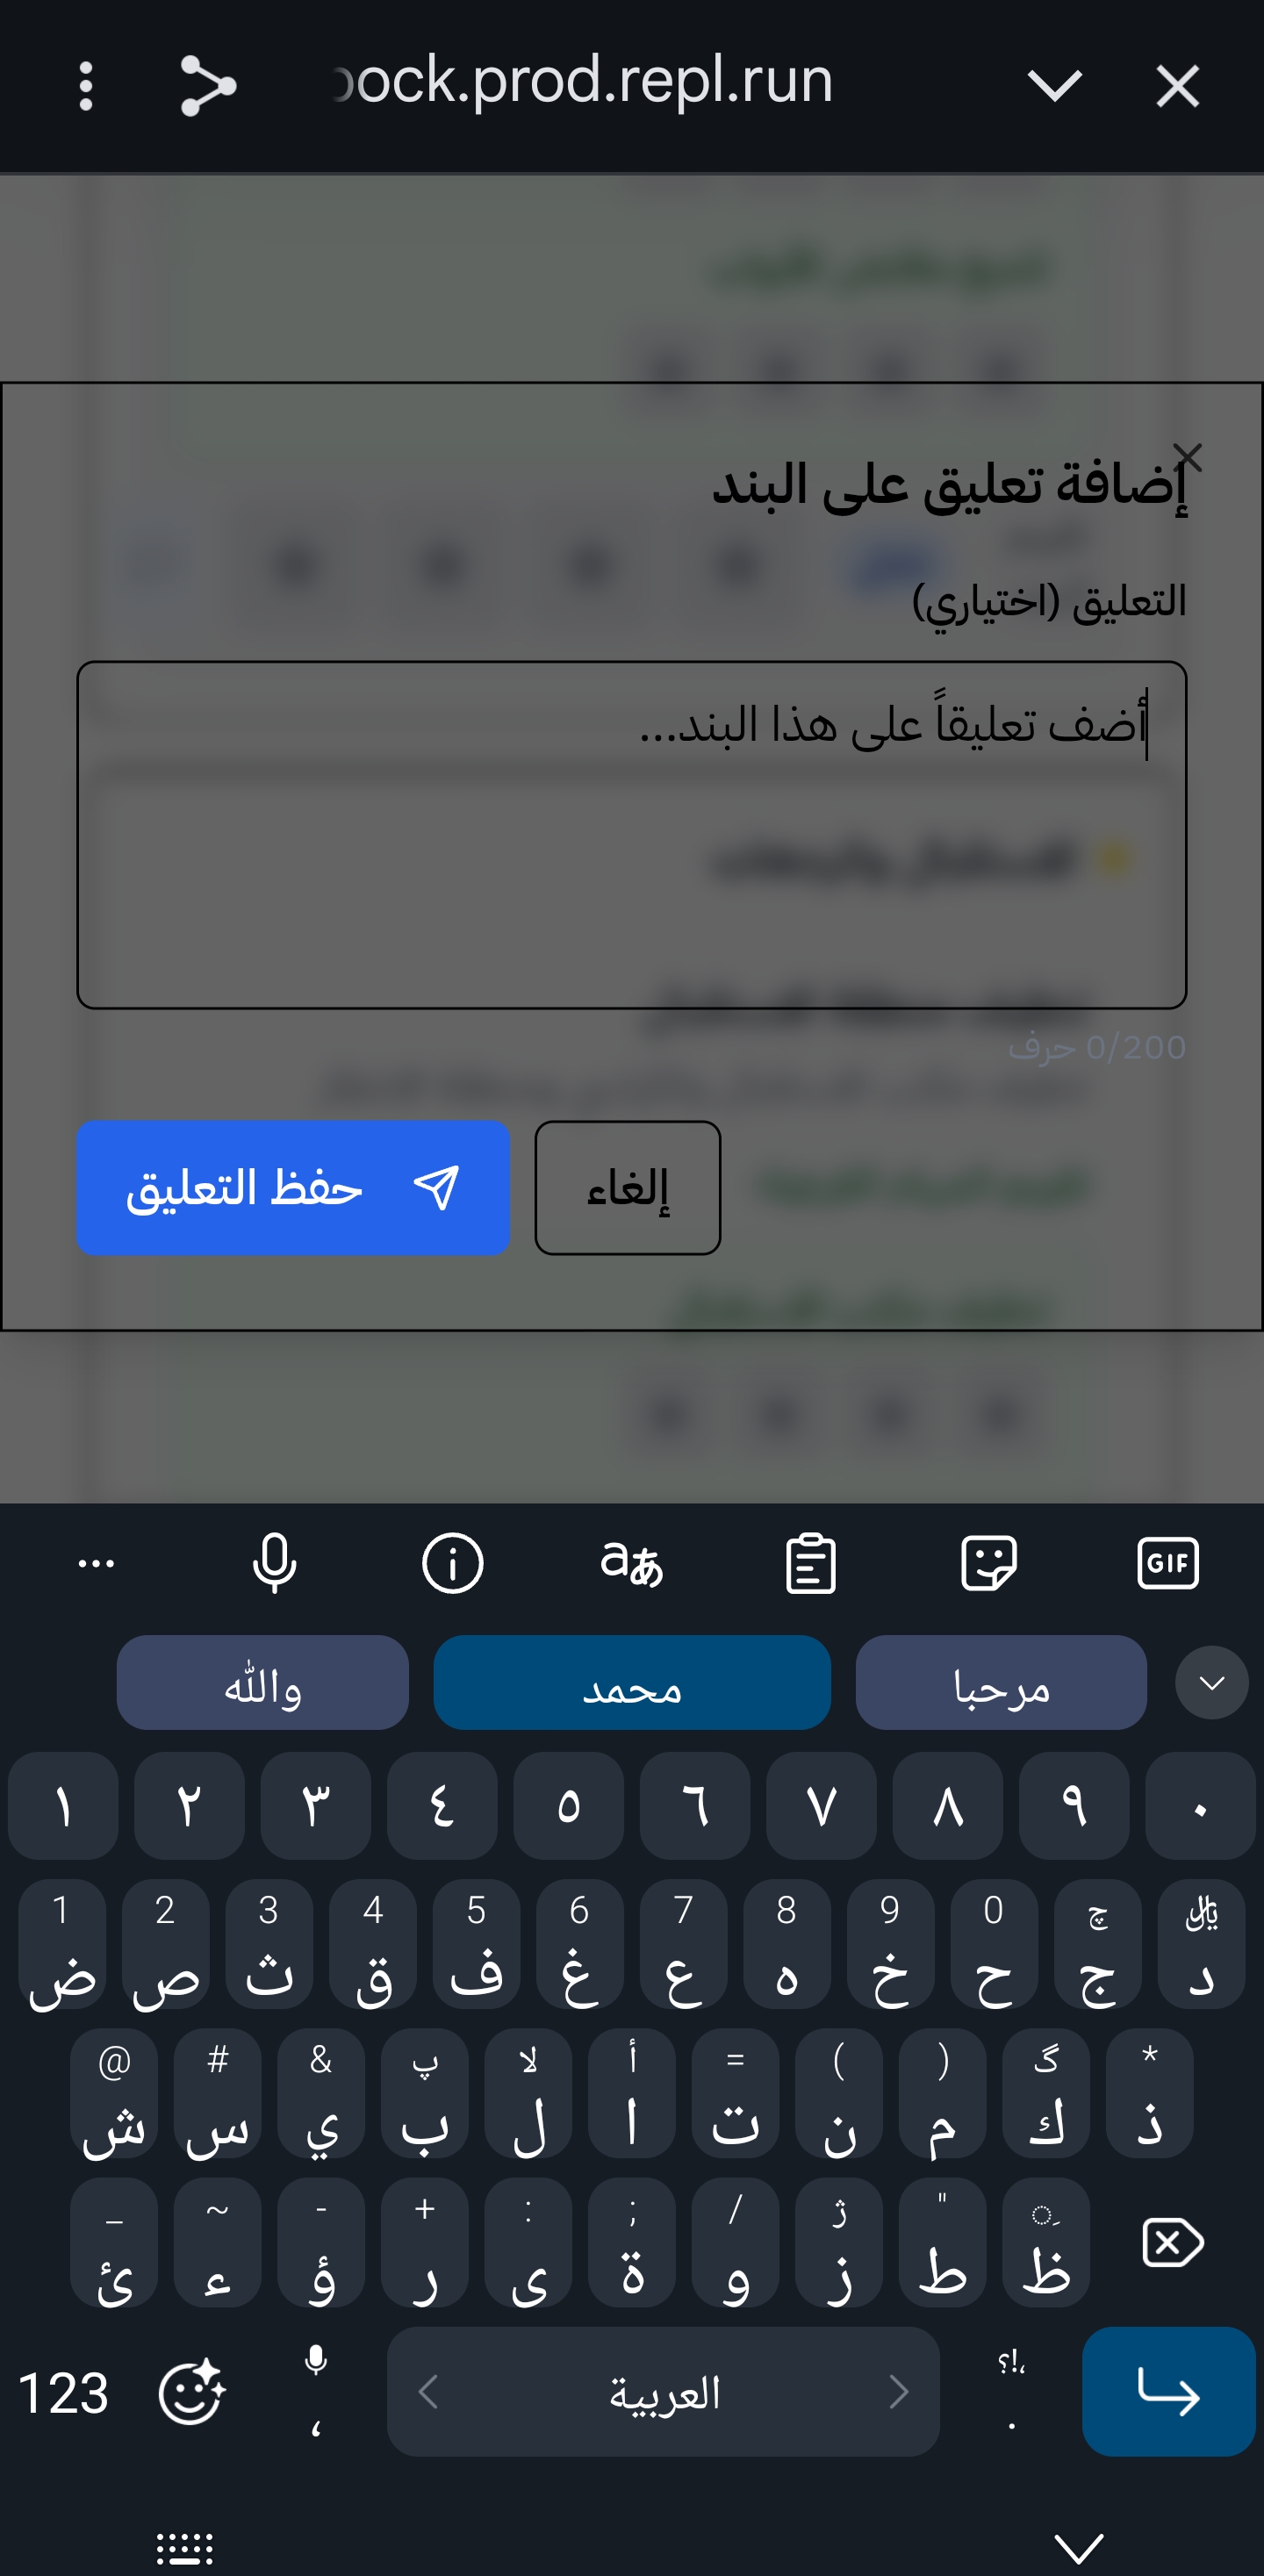 ock.prod.repl.run
إضافة تعليق على البند
التعليق (اختياري)
أضف تعليقاً على هذا البند...
0/200 حرف
إلغاء
حفظ التعليق
GIF
مرحبا محمد والله
١ ٢ ٣ ٤ ٥ ٦ ٧ ٨ ٩ ٠
1 2 3 4 5 6 7 8 9 0 چ ﷼
ض ص ث ق ف غ ع ه خ ح ج د
@ # & پ لا أ = ( ) گ *
ش س ي ب ل ا ت ن م ك ذ
_ ~ - + : ; / ژ "
ئ ء ؤ ر ى ة و ز ط ظ
123 ، العربية . ،!؟